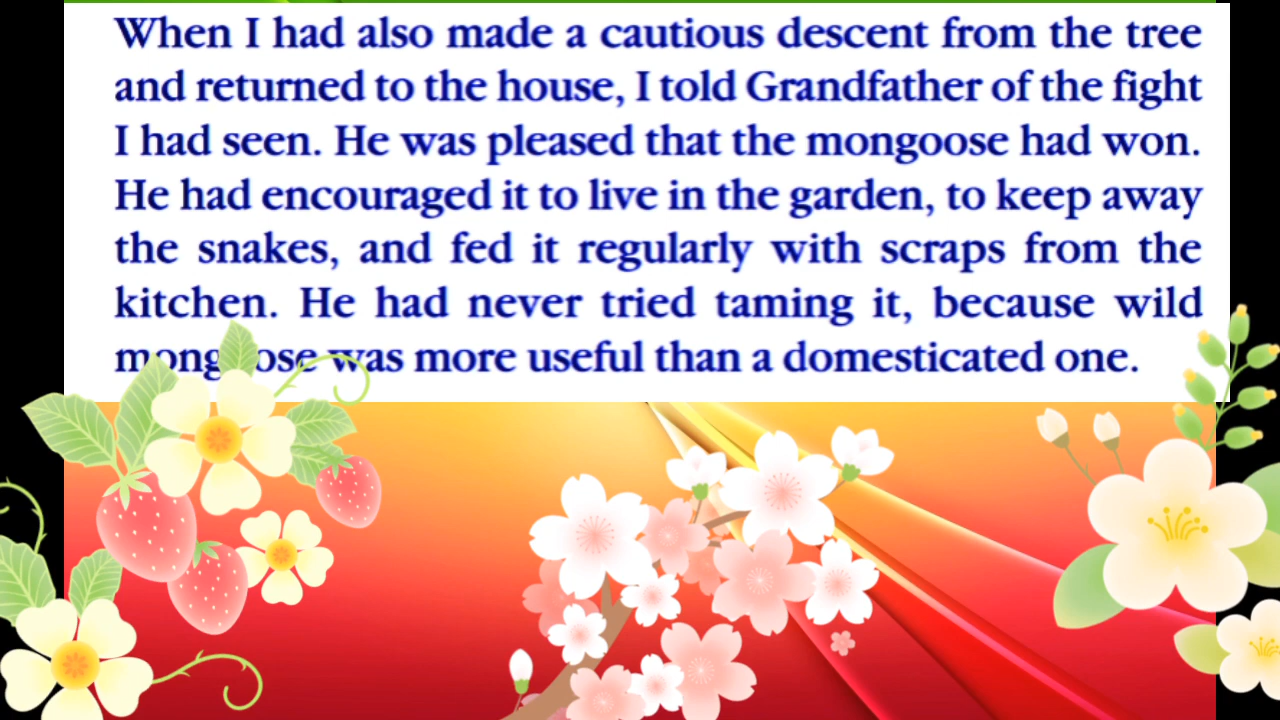 When I had also made a cautious descent from the tree
and returned to the house, I told Grandfather of the fight
I had seen. He was pleased that the mongoose had won.
He had encouraged it to live in the garden, to keep away
the snakes, and fed it regularly with scraps from the
kitchen. He had never tried taming it, because wild
mongoose was more useful than a domesticated one.